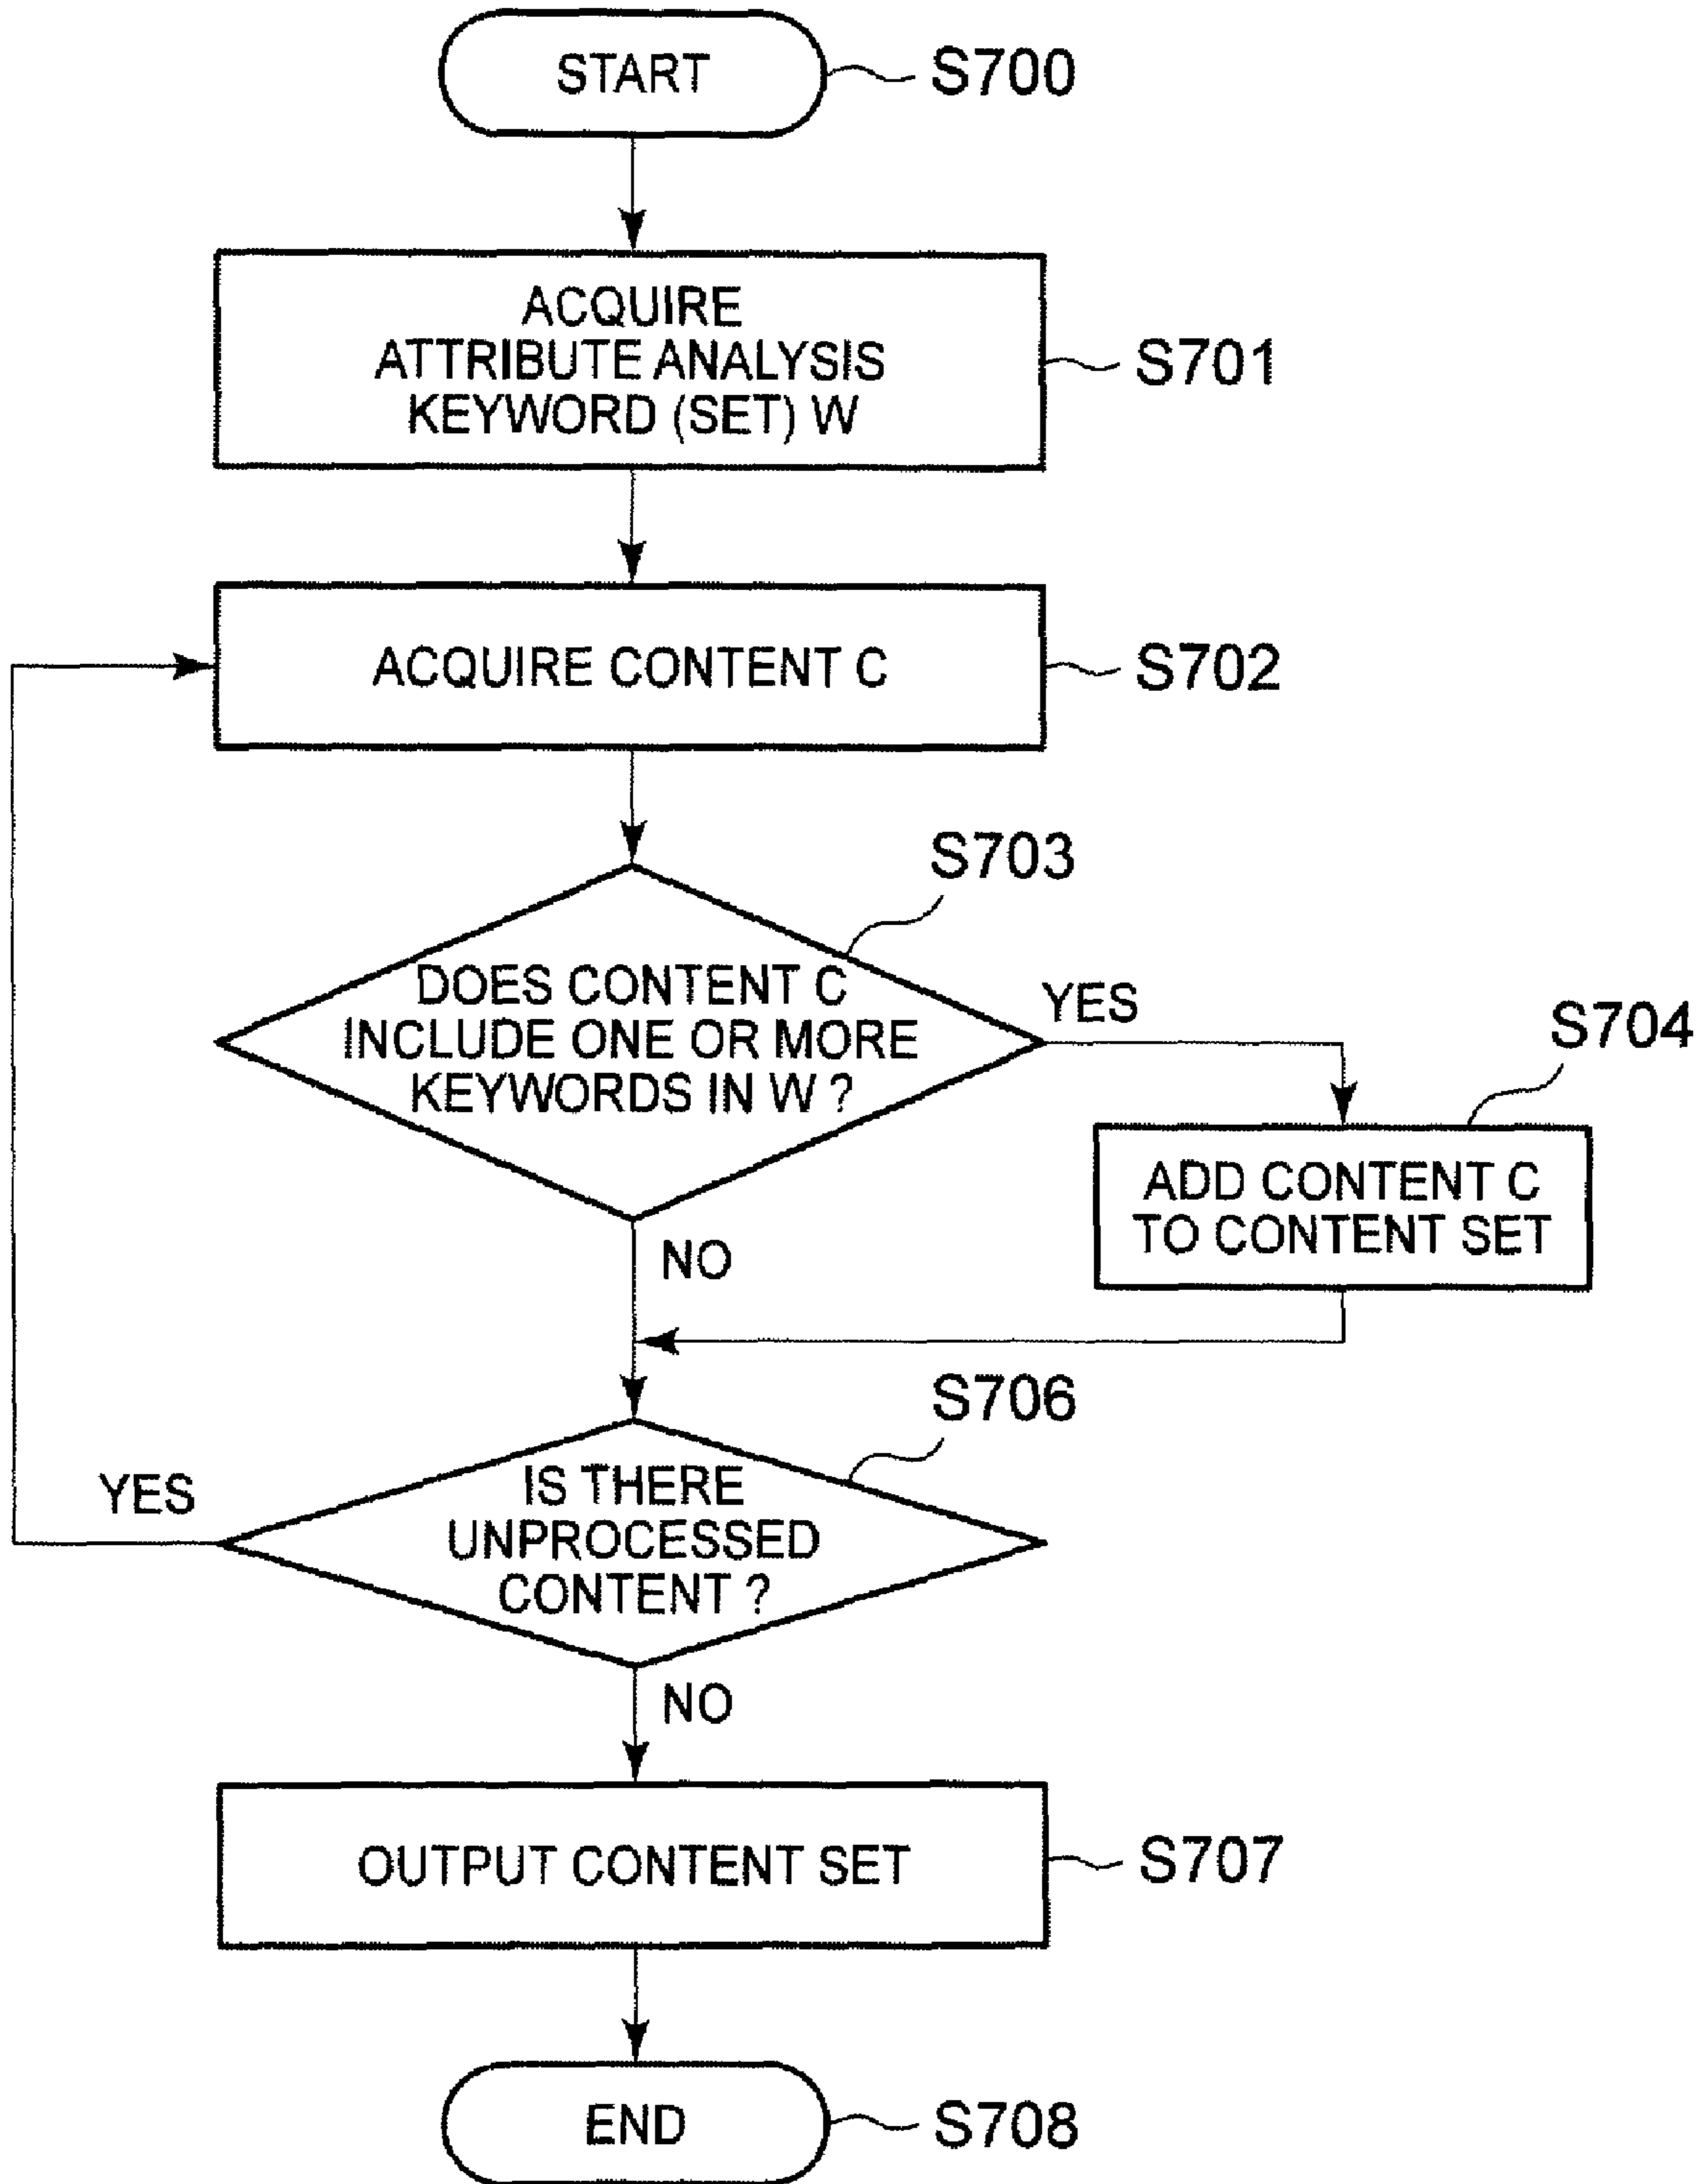 START
S700
ACQUIRE
ATTRIBUTE ANALYSIS
KEYWORD (SET) W
S701
ACQUIRE CONTENT C
S702
S703
DOES CONTENT C
INCLUDE ONE OR MORE
KEYWORDS IN W ?
YES
S704
ADD CONTENT C
TO CONTENT SET
NO
S706
IS THERE
UNPROCESSED
CONTENT ?
YES
NO
OUTPUT CONTENT SET
S707
END
S708